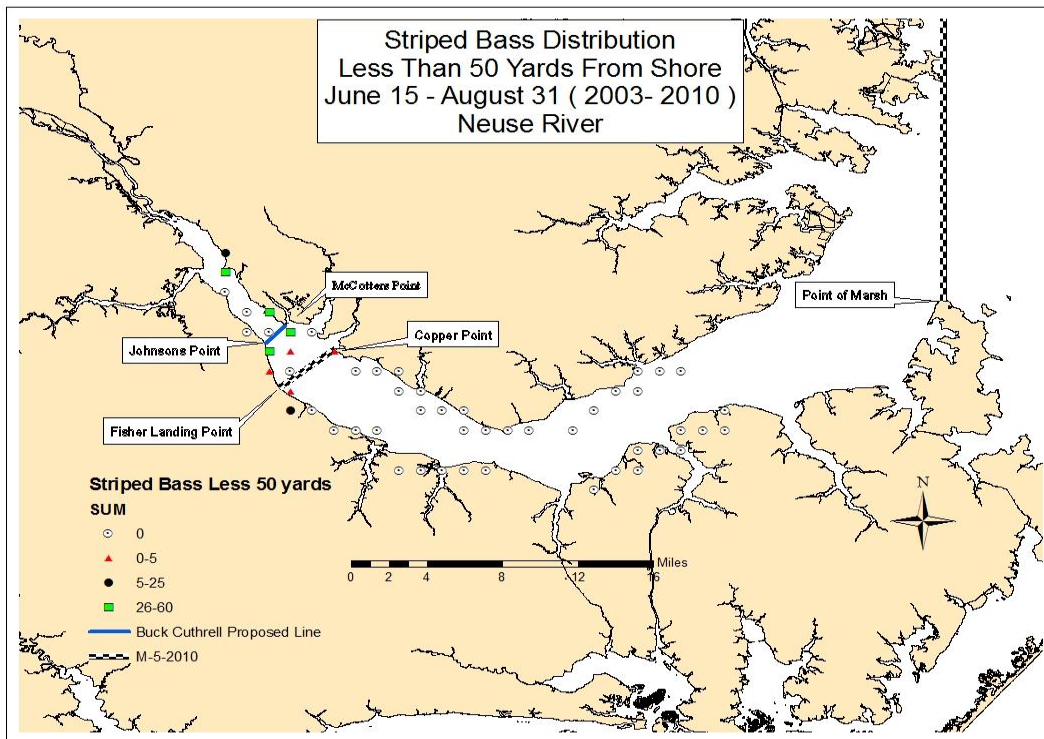 Striped Bass Distribution
Less Than 50 Yards From Shore
June 15 - August 31 ( 2003- 2010 )
Neuse River
McCotters Point
Point of Marsh
Copper Point
Johnsons Point
Fisher Landing Point
Striped Bass Less 50 yards
SUM
0
0-5
5-25
26-60
Buck Cuthrell Proposed Line
M-5-2010
N
Miles
0 2 4 8 12 16